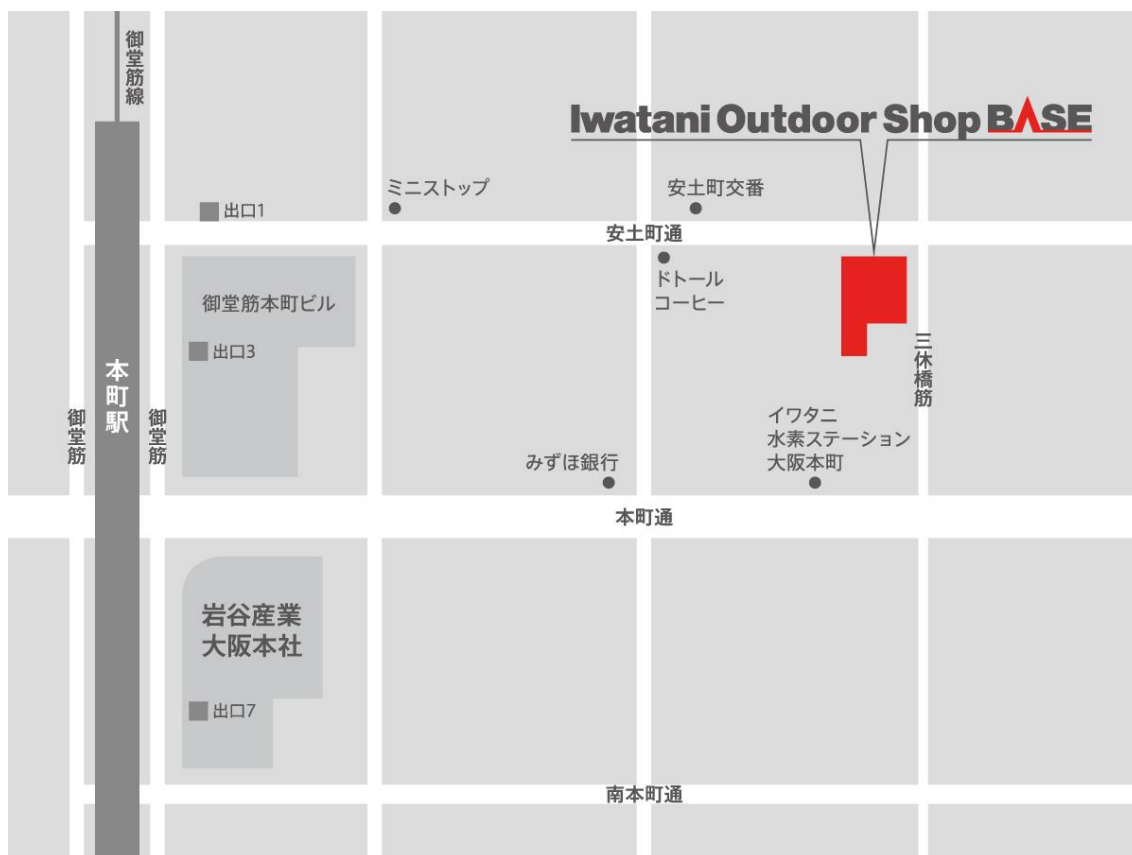 御堂筋線
Iwatani Outdoor Shop BASE
ミニストップ
安土町交番
出口1
安土町通
ドトール
コーヒー
御堂筋本町ビル
出口3
本町駅
三休橋筋
御堂筋
御堂筋
イワタニ
水素ステーション
大阪本町
みずほ銀行
本町通
岩谷産業
大阪本社
出口7
南本町通